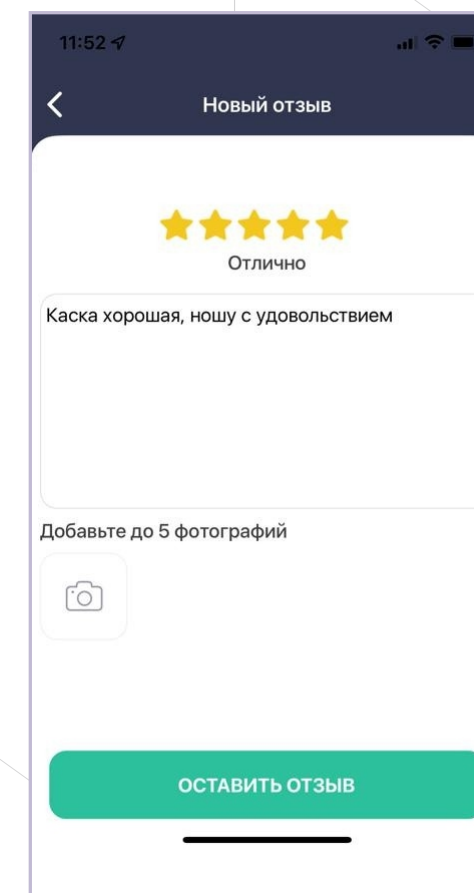 11:52
Новый отзыв
Отлично
Каска хорошая, ношу с удовольствием
Добавьте до 5 фотографий
ОСТАВИТЬ ОТЗЫВ